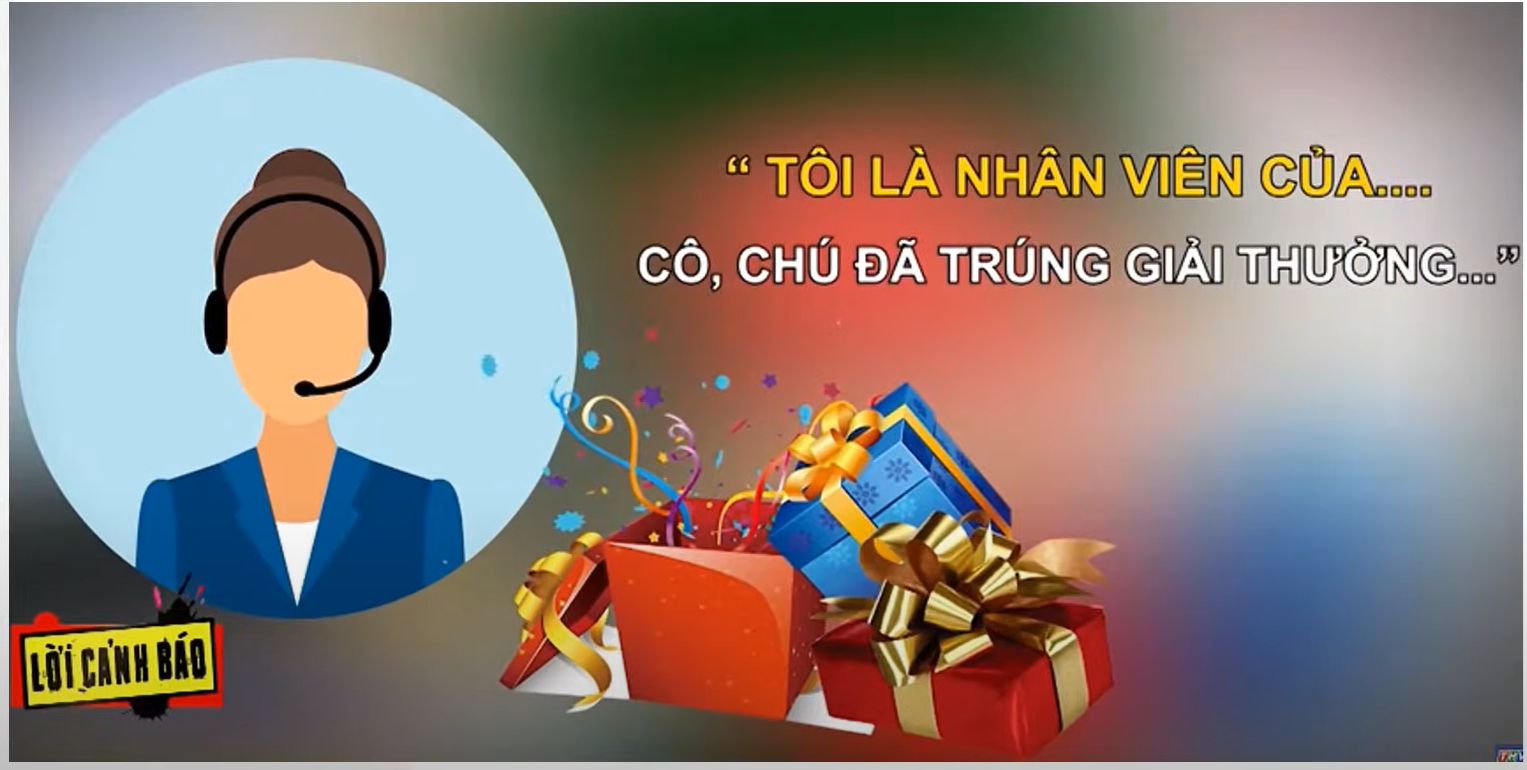 “ TÔI LÀ NHÂN VIÊN CỦA....
CÔ, CHÚ ĐÃ TRÚNG GIẢI THƯỞNG...”
LỜI CẢNH BÁO